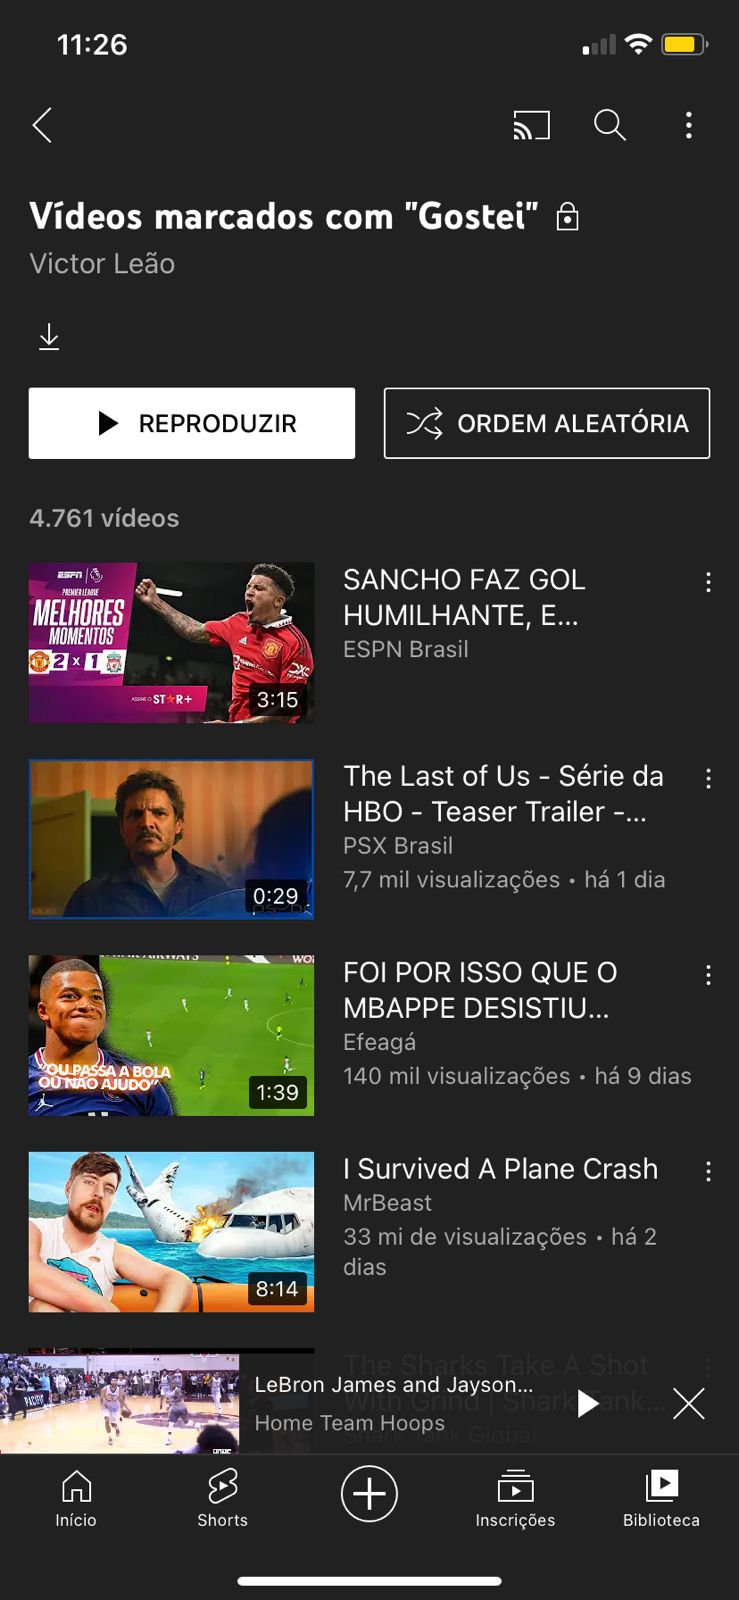 11:26
Vídeos marcados com "Gostei"
Victor Leão
REPRODUZIR
ORDEM ALEATÓRIA
4.761 vídeos
ESPN
PREMIER LEAGUE
MELHORES
MOMENTOS
2 x 1
ASSINE O STAR+
3:15
SANCHO FAZ GOL
HUMILHANTE, E...
ESPN Brasil
0:29
The Last of Us - Série da
HBO - Teaser Trailer -...
PSX Brasil
7,7 mil visualizações • há 1 dia
"OU PASSA A BOLA
OU NÃO AJUDO"
1:39
FOI POR ISSO QUE O
MBAPPE DESISTIU...
Efeagá
140 mil visualizações • há 9 dias
8:14
I Survived A Plane Crash
MrBeast
33 mi de visualizações • há 2
dias
The Sharks Take A Shot
With Grind | Shark Tank...
Shark Tank Global
LeBron James and Jayson...
Home Team Hoops
Início
Shorts
Inscrições
Biblioteca